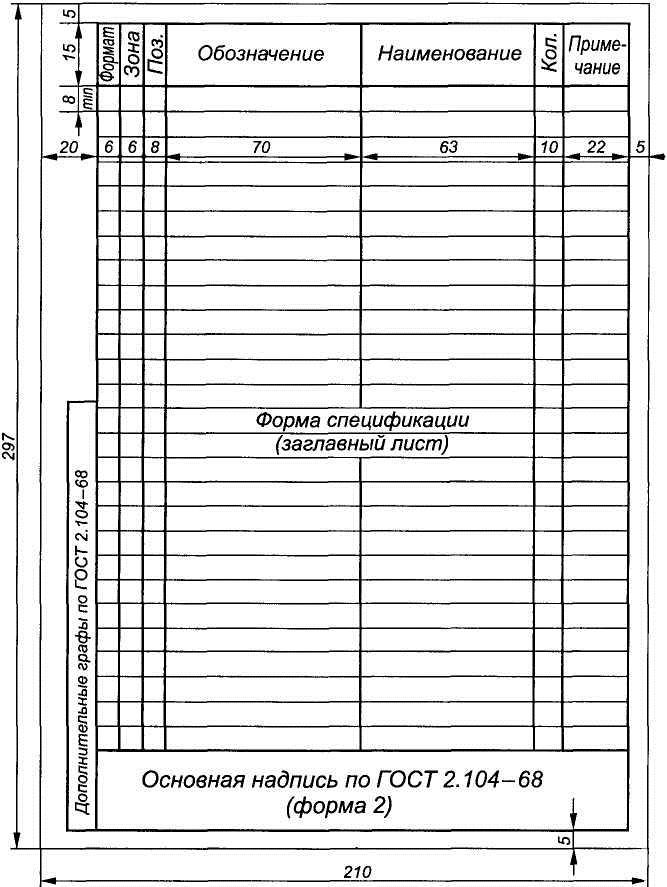 5
15
Формат
Зона
Поз.
Обозначение
Наименование
Кол.
Приме-
чание
8
min
20
6
6
8
70
63
10
22
5
297
Форма спецификации
(заглавный лист)
Дополнительные графы по ГОСТ 2.104–68
Основная надпись по ГОСТ 2.104–68
(форма 2)
5
210